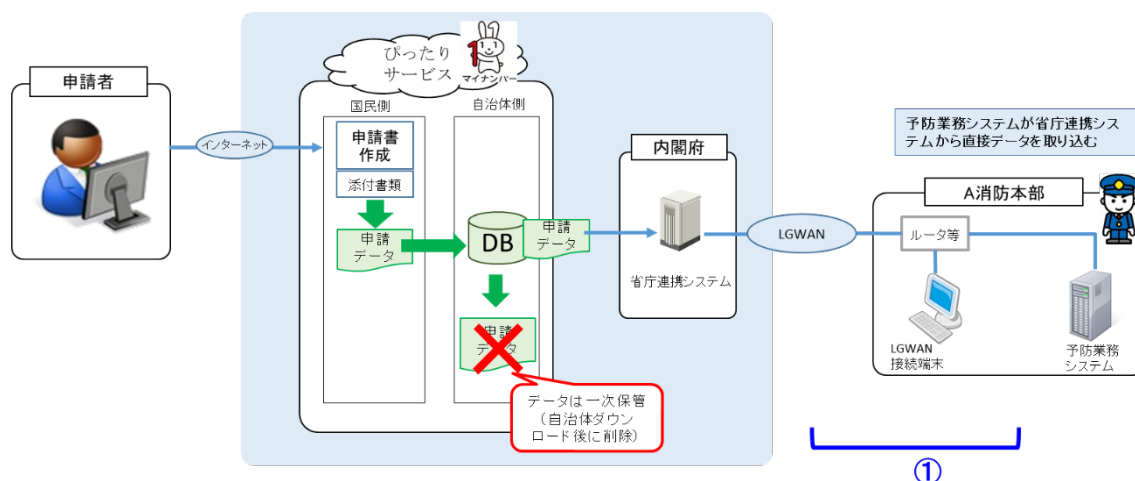 申請者
インターネット
ぴったり
サービス
マイナンバー
国民側
自治体側
申請書
作成
添付書類
申請
データ
DB
申請
データ
申請
データ
データは一次保管
（自治体ダウン
ロード後に削除）
内閣府
省庁連携システム
LGWAN
予防業務システムが省庁連携シス
テムから直接データを取り込む
A消防本部
ルータ等
LGWAN
接続端末
予防業務
システム
①